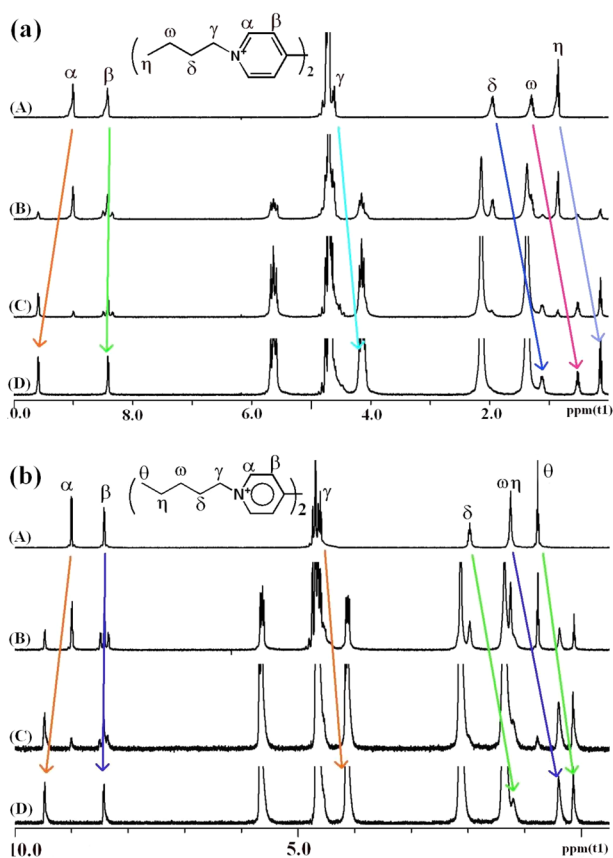 (a)
ω γ α β
η δ N+ 2
α β γ δ ω η
(A)
(B)
(C)
(D)
.0.0 8.0 6.0 4.0 2.0 ppm(t1)
(b)
θ ω γ α β
η δ N+ 2
α β γ δ ω η θ
(A)
(B)
(C)
(D)
10.0 5.0 ppm(t1)